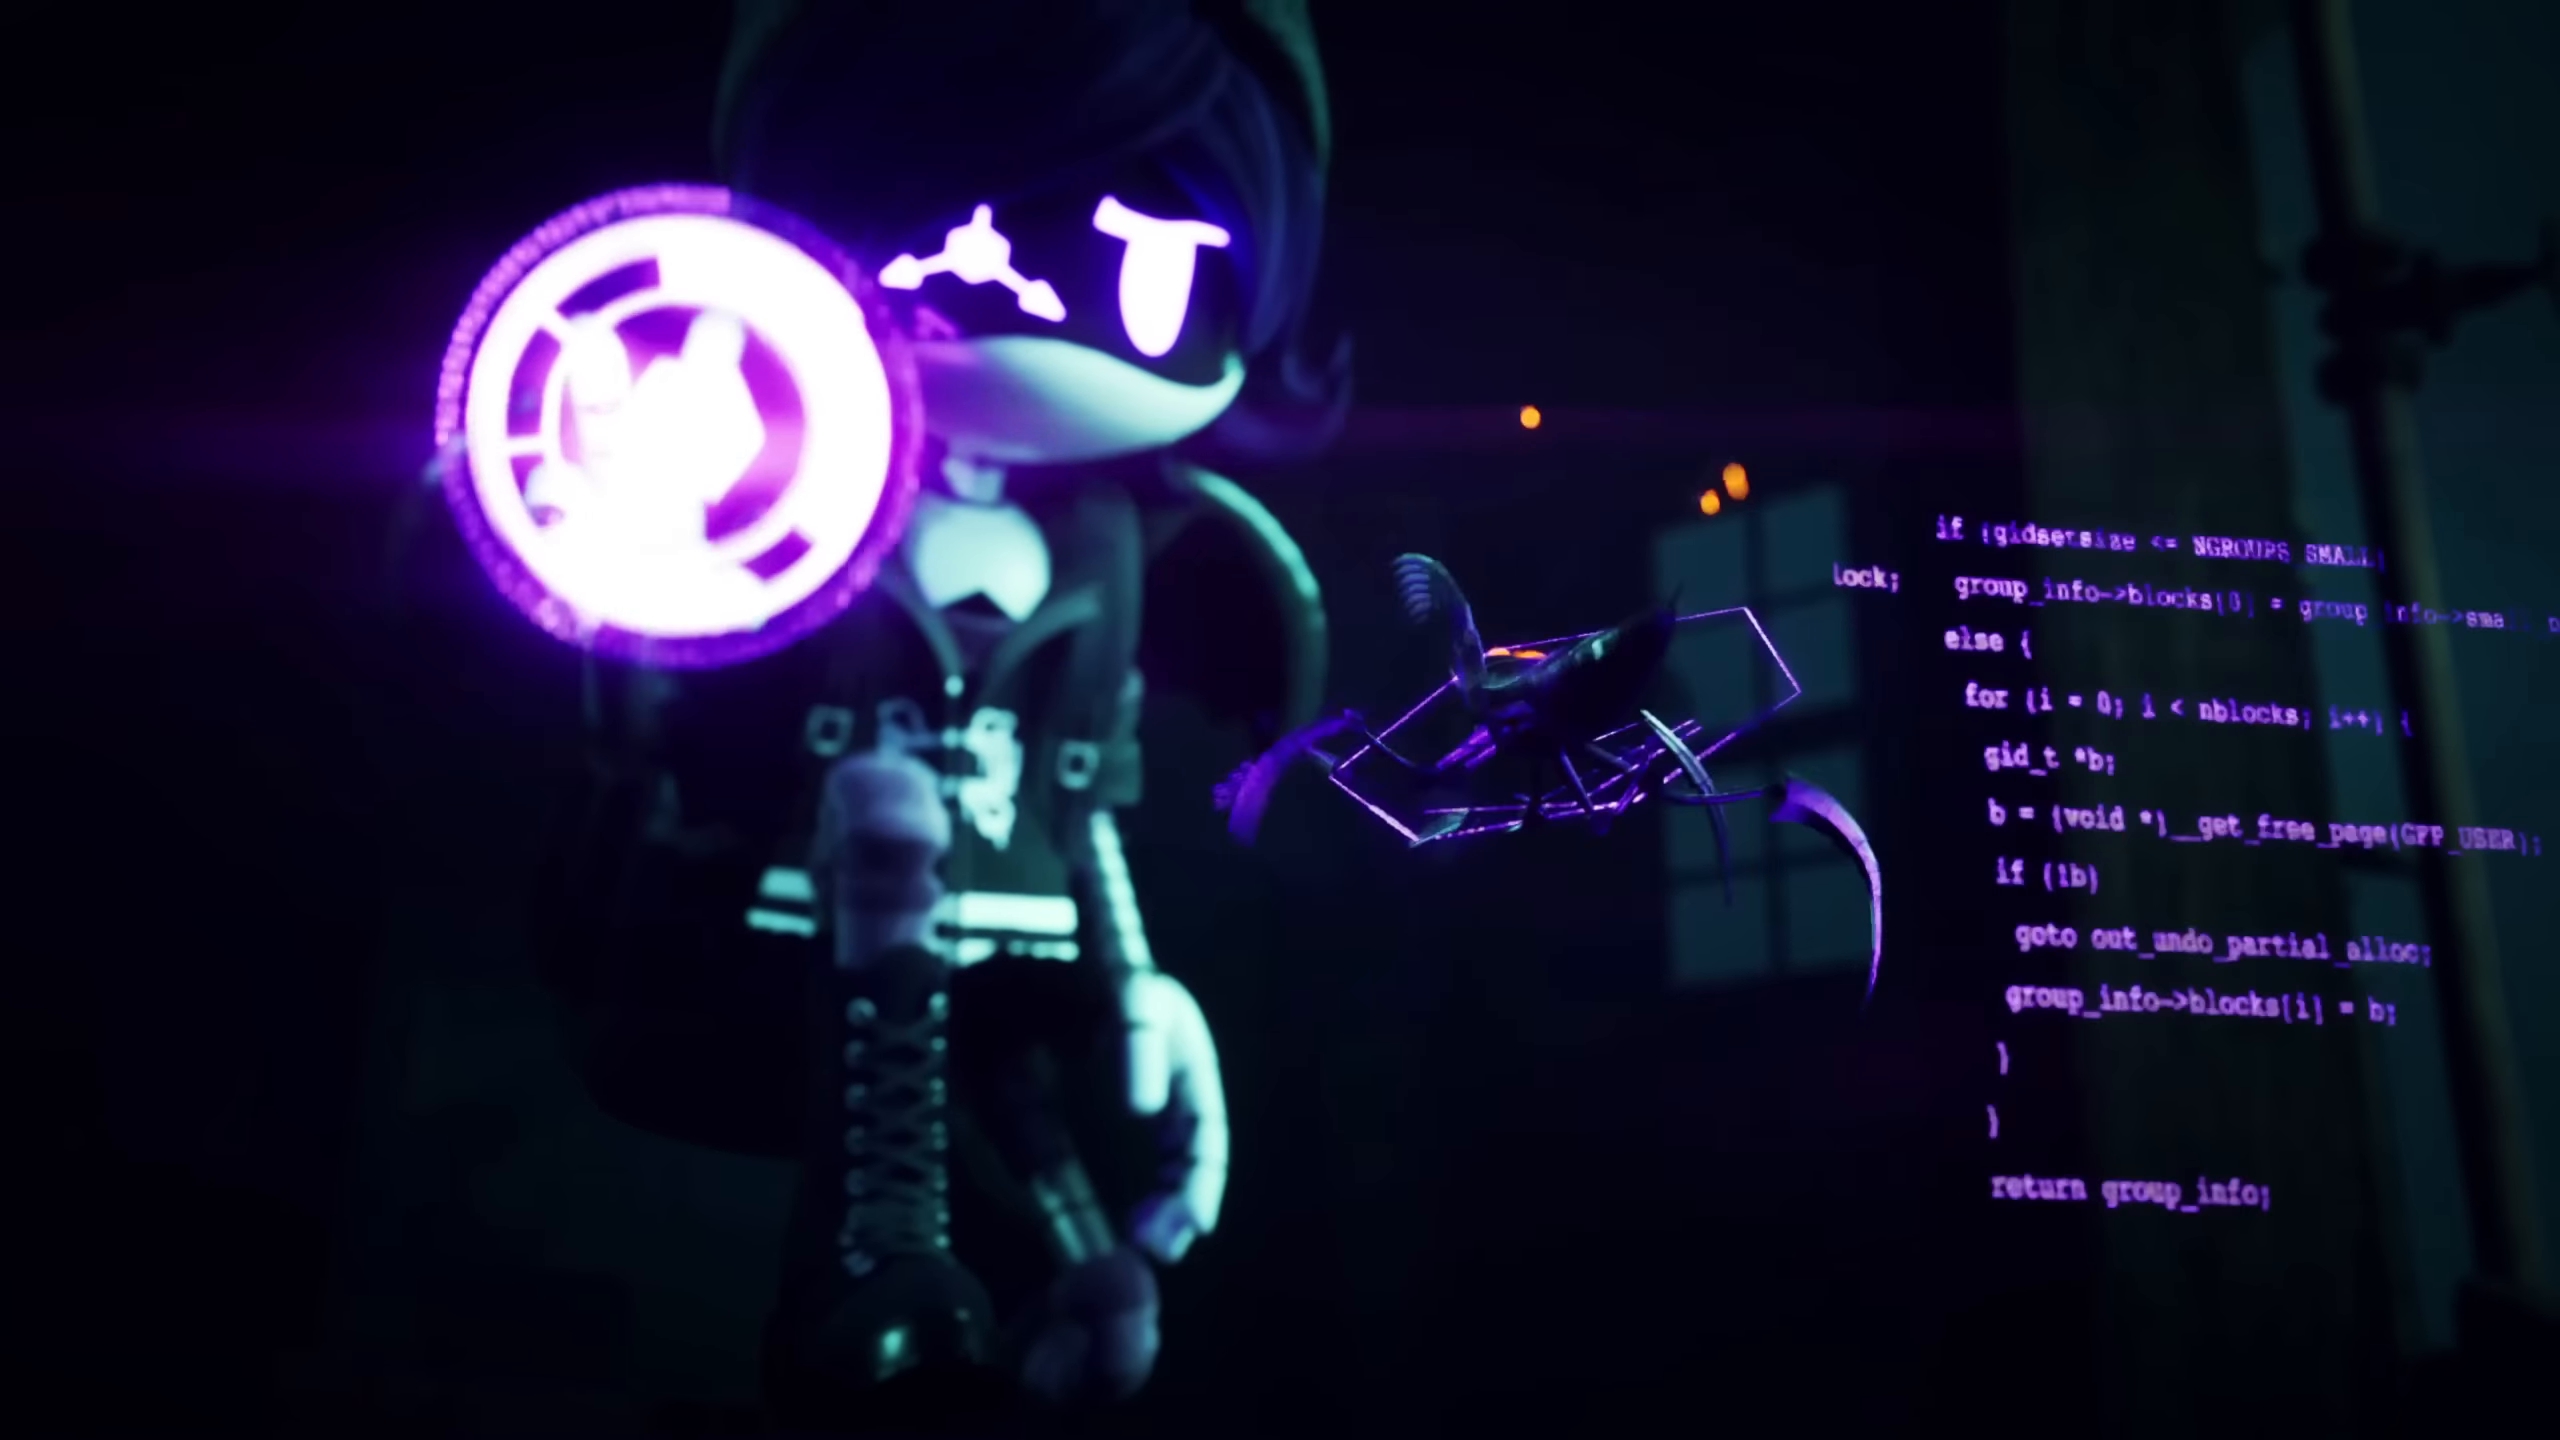 if (gidsetsize <= NGROUPS_SMALL)
lock; group_info->blocks[0] = group_info->small_
else {
for (i = 0; i < nblocks; i++) {
gid_t *b;
b = (void *)__get_free_page(GFP_USER);
if (!b)
goto out_undo_partial_alloc;
group_info->blocks[i] = b;
}
}
return group_info;